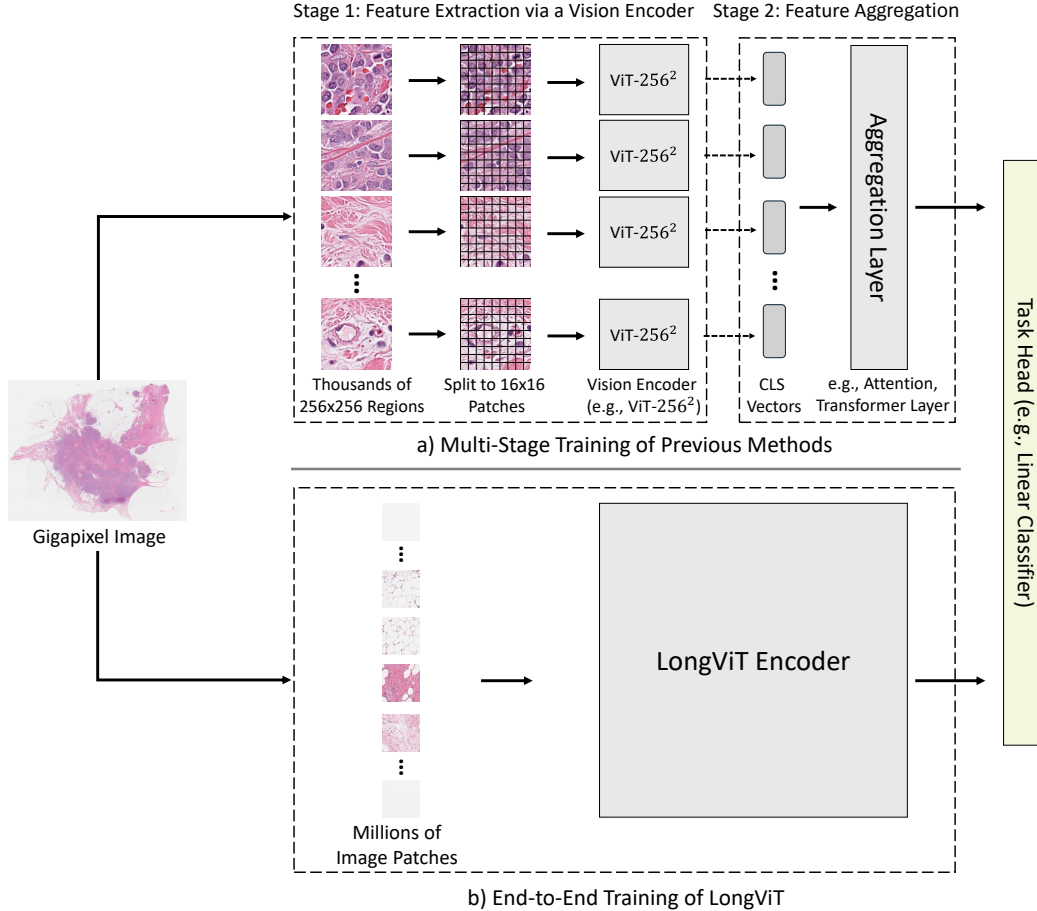 Stage 1: Feature Extraction via a Vision Encoder
Stage 2: Feature Aggregation
ViT-256²
ViT-256²
ViT-256²
ViT-256²
Aggregation Layer
Thousands of
256x256 Regions
Split to 16x16
Patches
Vision Encoder
(e.g., ViT-256²)
CLS
Vectors
e.g., Attention,
Transformer Layer
a) Multi-Stage Training of Previous Methods
Gigapixel Image
LongViT Encoder
Millions of
Image Patches
b) End-to-End Training of LongViT
Task Head (e.g., Linear Classifier)